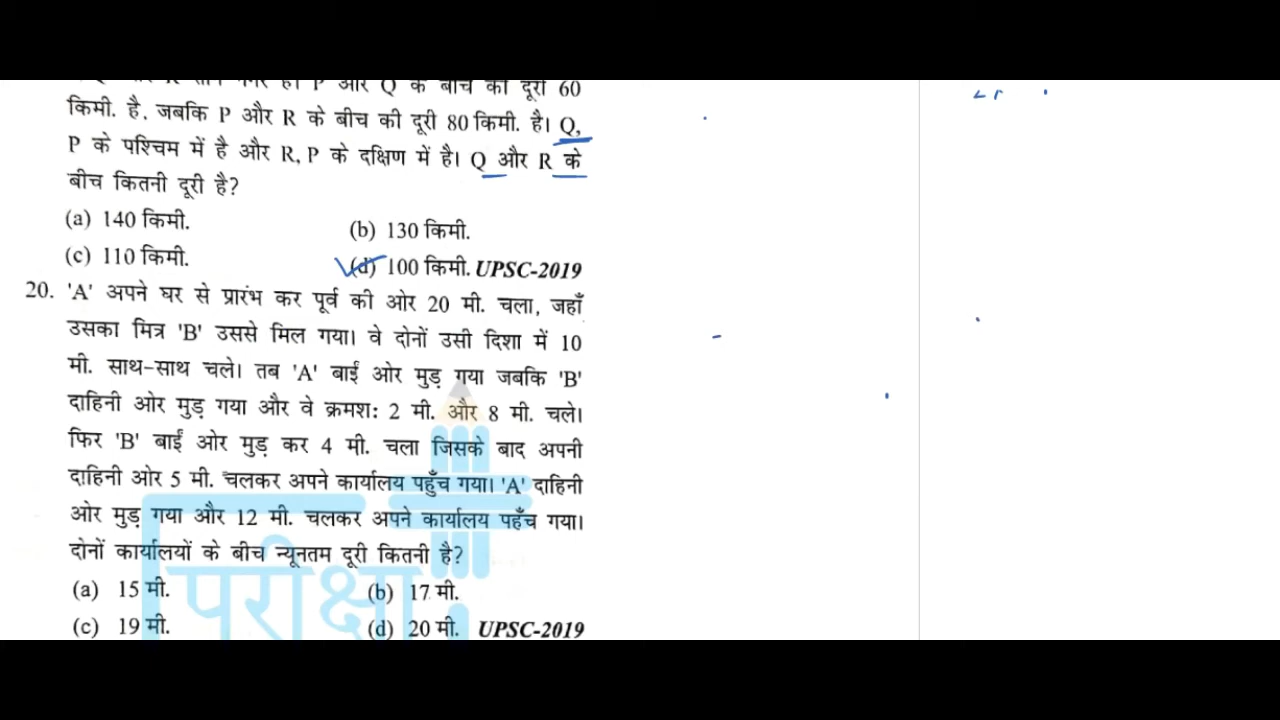 P और Q के बीच की दूरी 60
किमी. है, जबकि P और R के बीच की दूरी 80 किमी. है। Q,
P के पश्चिम में है और R, P के दक्षिण में है। Q और R के
बीच कितनी दूरी है?
(a) 140 किमी. (b) 130 किमी.
(c) 110 किमी. (d) 100 किमी. UPSC-2019
20. 'A' अपने घर से प्रारंभ कर पूर्व की ओर 20 मी. चला, जहाँ
उसका मित्र 'B' उससे मिल गया। वे दोनों उसी दिशा में 10
मी. साथ-साथ चले। तब 'A' बाईं ओर मुड़ गया जबकि 'B'
दाहिनी ओर मुड़ गया और वे क्रमश: 2 मी. और 8 मी. चले।
फिर 'B' बाईं ओर मुड़ कर 4 मी. चला जिसके बाद अपनी
दाहिनी ओर 5 मी. चलकर अपने कार्यालय पहुँच गया। 'A' दाहिनी
ओर मुड़ गया और 12 मी. चलकर अपने कार्यालय पहुँच गया।
दोनों कार्यालयों के बीच न्यूनतम दूरी कितनी है?
(a) 15 मी. (b) 17 मी.
(c) 19 मी. (d) 20 मी. UPSC-2019
परीक्षा